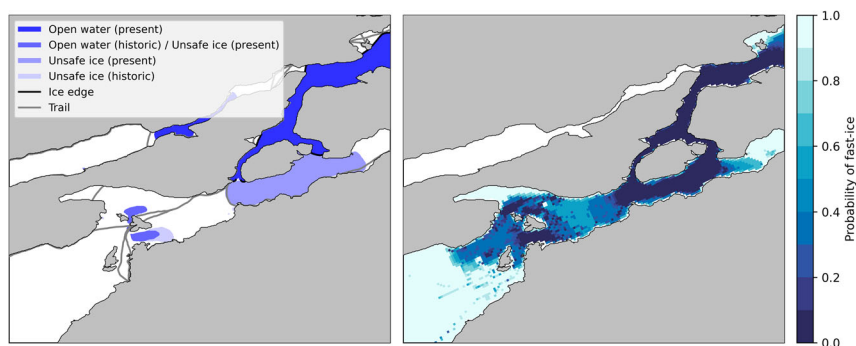 Open water (present)
Open water (historic) / Unsafe ice (present)
Unsafe ice (present)
Unsafe ice (historic)
Ice edge
Trail
1.0
0.8
0.6
0.4
0.2
0.0
Probability of fast-ice